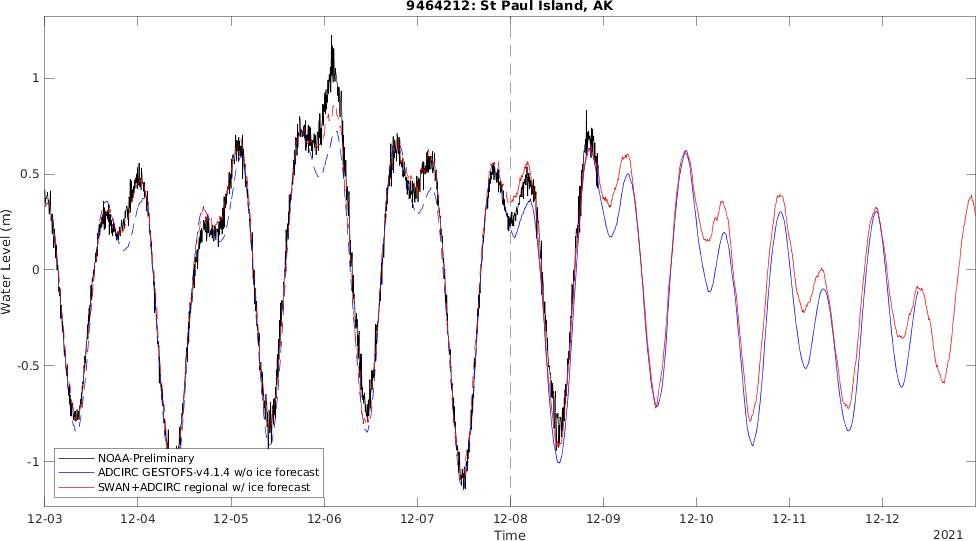 9464212: St Paul Island, AK
Water Level (m)
1
0.5
0
-0.5
-1
NOAA-Preliminary
ADCIRC GESTOFS-v4.1.4 w/o ice forecast
SWAN+ADCIRC regional w/ ice forecast
12-03 12-04 12-05 12-06 12-07 12-08 12-09 12-10 12-11 12-12
Time
2021